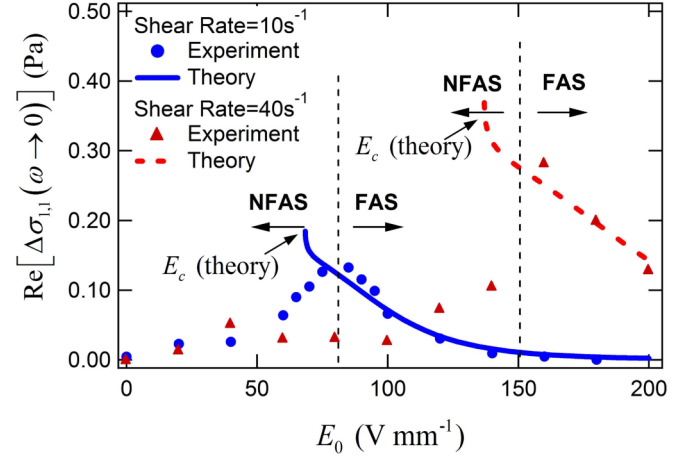 Shear Rate=10s⁻¹
Experiment
Theory
Shear Rate=40s⁻¹
Experiment
Theory
NFAS FAS
E_c (theory)
NFAS FAS
E_c (theory)
0.50
0.40
0.30
0.20
0.10
0.00
0 50 100 150 200
Re[Δσ₁,₁(ω → 0)] (Pa)
E₀ (V mm⁻¹)